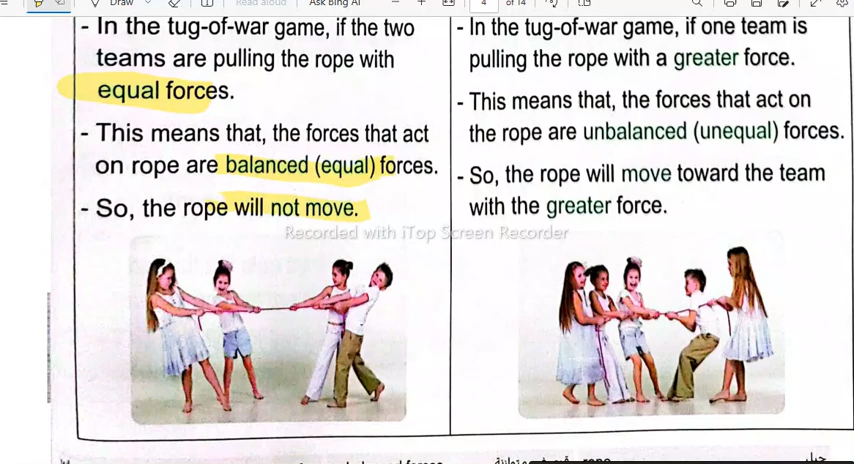 Draw
Read aloud
Ask Bing AI
4
of 14
- In the tug-of-war game, if the two
teams are pulling the rope with
equal forces.
- This means that, the forces that act
on rope are balanced (equal) forces.
- So, the rope will not move.
- In the tug-of-war game, if one team is
pulling the rope with a greater force.
- This means that, the forces that act on
the rope are unbalanced (unequal) forces.
- So, the rope will move toward the team
with the greater force.
Recorded with iTop Screen Recorder
rope
حبل